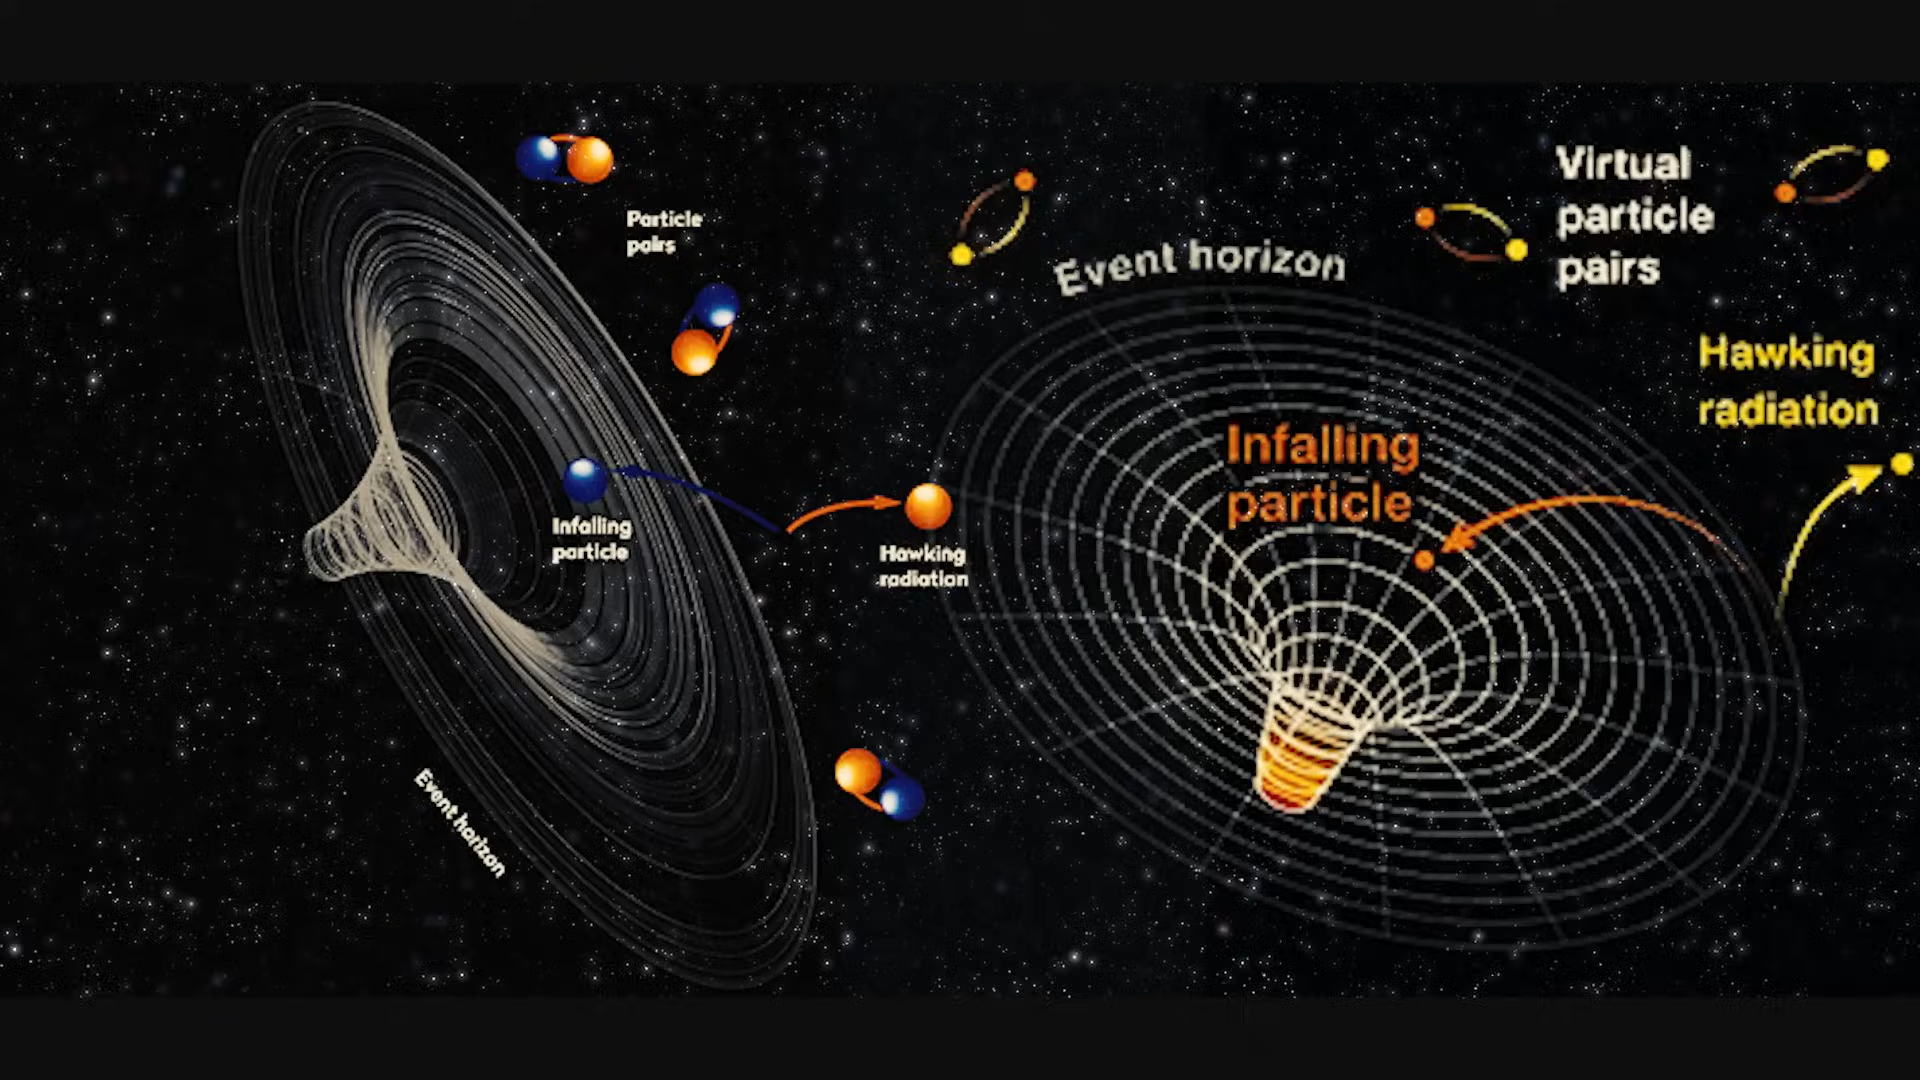 Particle
pairs
Infalling
particle
Hawking
radiation
Event horizon
Event horizon
Virtual
particle
pairs
Hawking
radiation
Infalling
particle